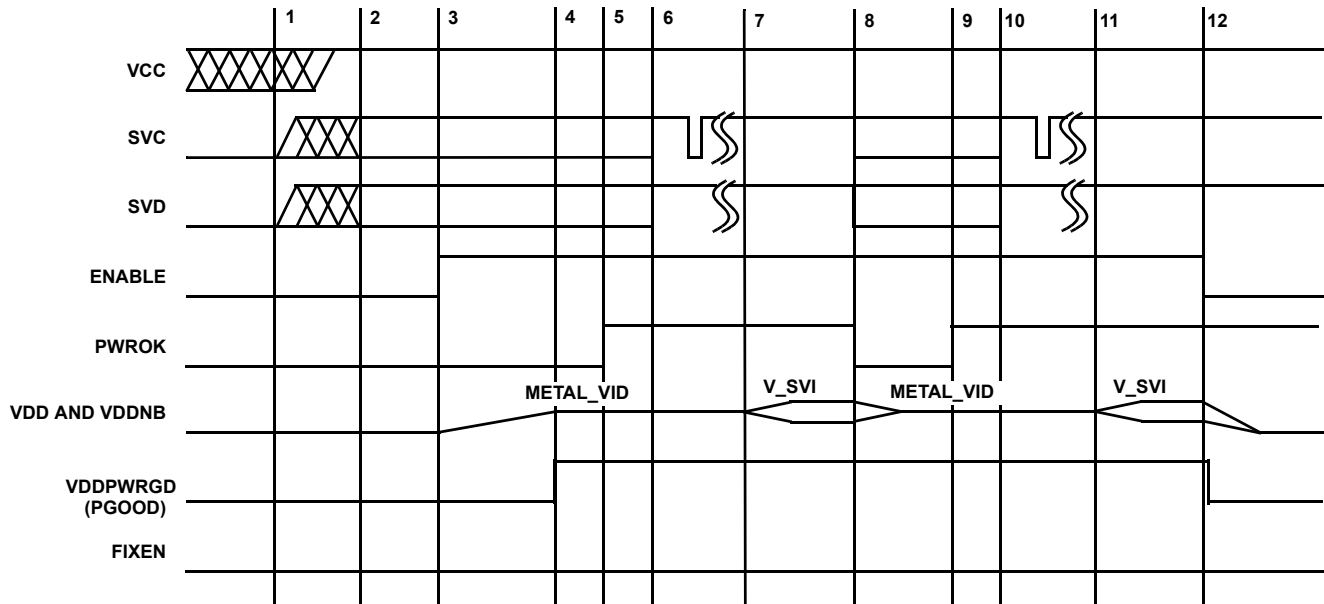 1 2 3 4 5 6 7 8 9 10 11 12
VCC
SVC
SVD
ENABLE
PWROK
METAL_VID V_SVI METAL_VID V_SVI
VDD AND VDDNB
VDDPWRGD
(PGOOD)
FIXEN